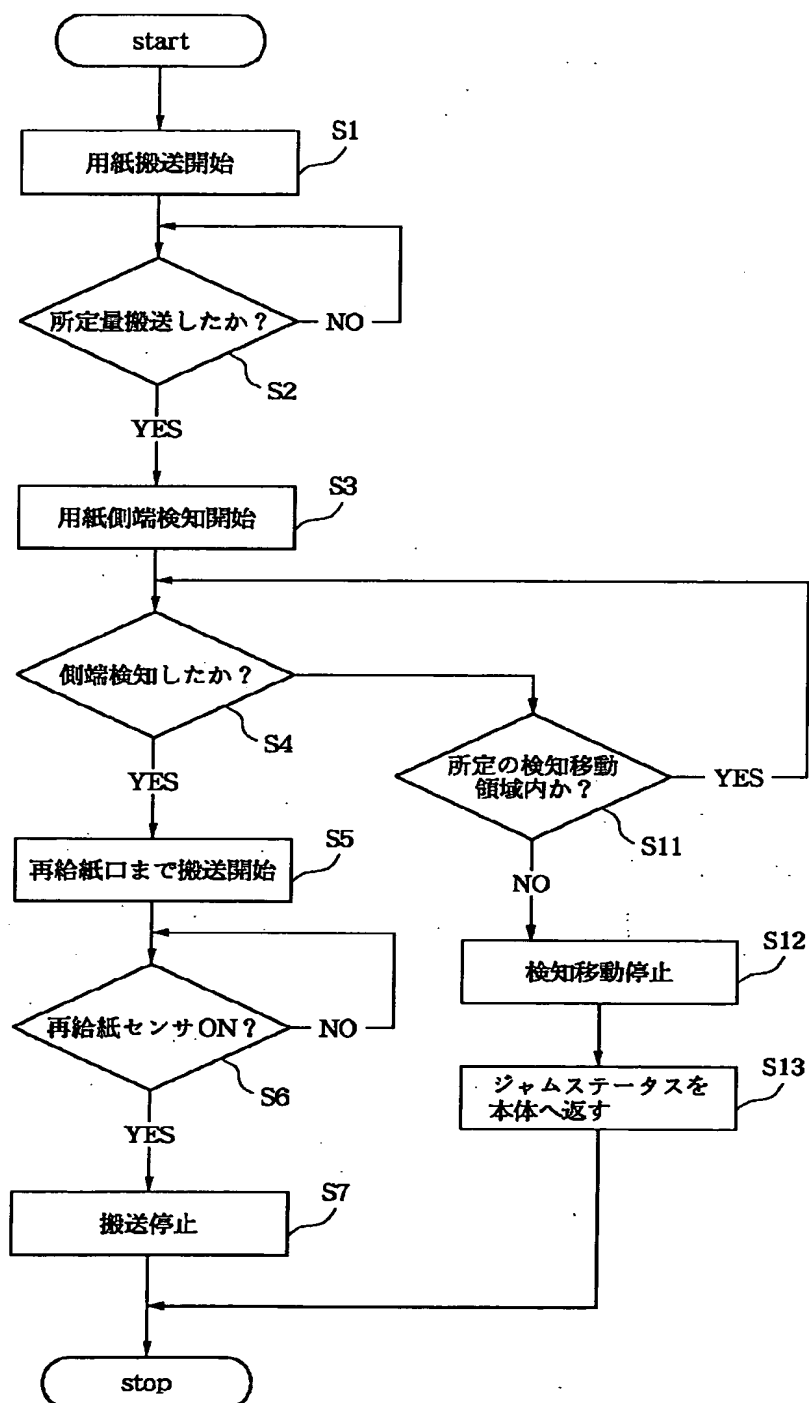 start
S1
用紙搬送開始
所定量搬送したか？
NO
S2
YES
S3
用紙側端検知開始
側端検知したか？
S4
YES
所定の検知移動
領域内か？
YES
S11
S5
再給紙口まで搬送開始
NO
S12
検知移動停止
再給紙センサON？
NO
S6
S13
ジャムステータスを
本体へ返す
YES
S7
搬送停止
stop